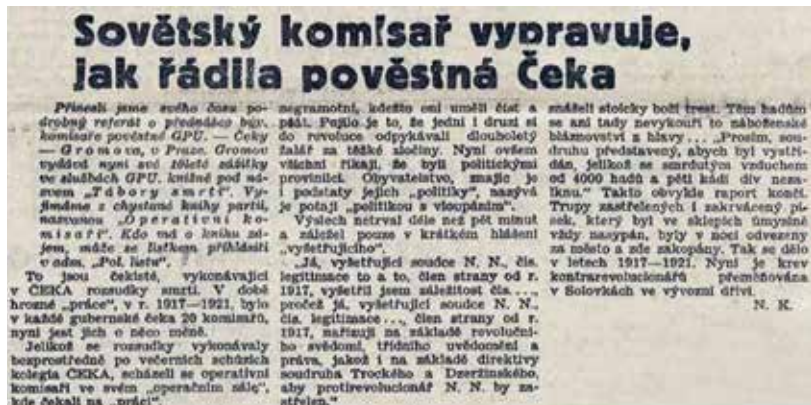 Sovětský komisař vypravuje,
jak řádila pověstná Čeka
Přinesli jsme svého času po-
drobný referát o přednášce býv.
komisaře pověstné GPU. — Čeky
— Gromova, v Praze. Gromov
vydává nyní své tileté zážitky
ve službách GPU. knižně pod ná-
zvem „Tábory smrti“. Vy-
jímáme z chystané knihy partii,
nazvanou „Operativní ko-
misaři“. Kdo má o knihu zá-
jem, může se lístkem přihlásiti
v adm. „Pol. listu“.
To jsou čekisté, vykonávající
v ČEKA rozsudky smrti. V době
hrozné „práce“, v r. 1917—1921, bylo
v každé gubernské čeka 20 komisařů,
nyní jest jich o něco méně.
Jelikož se rozsudky vykonávaly
bezprostředně po večerních schůzích
kolegia ČEKA, scházeli se operativní
komisaři ve svém „operačním sále“,
kde čekali na „práci“.
negramotní, kdežto oni uměli číst a
psát. Pojilo je to, že jedni i druzí si
do revoluce odpykávali dlouholetý
žalář za těžké zločiny. Nyní ovšem
všichni říkají, že byli politickými
provinilci. Obyvatelstvo, znajíc je
i podstaty jejich „politiky“, nazývá
je potají „politikou s vloupáním“.
Výslech netrval déle než pět minut
a záležel pouze v krátkém hlášení
„vyšetřujícího“.
„Já, vyšetřující soudce N. N., čís.
legitimace to a to, člen strany od r.
1917, vyšetřil jsem záležitost čís...,
pročež já, vyšetřující soudce N. N.,
čís. legitimace..., člen strany od r.
1917, nařizuji na základě revoluční-
ho svědomí, třídního uvědomění a
práva, jakož i na základě direktivy
soudruha Trockého a Dzeržinského,
aby protirevolucionář N. N. by za-
střelen.“
snášeli stoicky boží trest. Těm hadům
se ani tady nevykouří to náboženské
bláznovství z hlavy... „Prosím, sou-
druhu představený, abych byl vystří-
dán, jelikož se smrdutým vzduchem
od 4000 hadů a pěti kádí div neza-
lknu.“ Takto obvykle raport končí.
Trupy zastřelených i zakrvácený pí-
sek, který byl ve sklepích úmyslně
vždy nasypán, byly v noci odvezeny
za město a zde zakopány. Tak se dělo
v letech 1917—1921. Nyní je krev
kontrarevolucionářů přeměňována
v Solovkách ve vývozní dříví.
N. K.